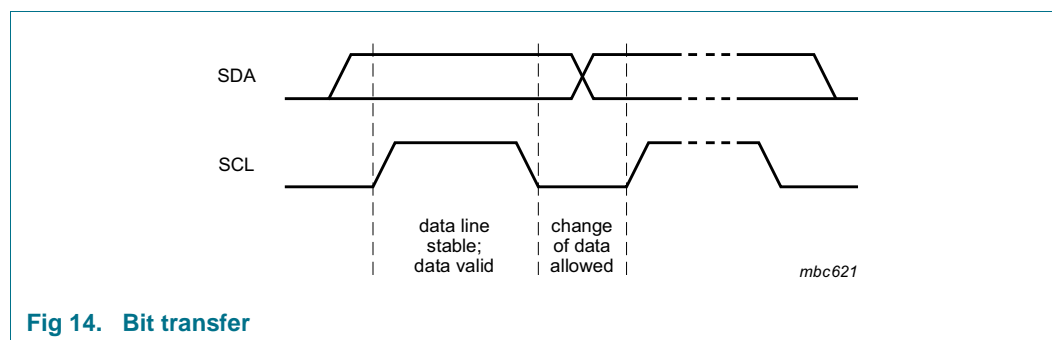 SDA
SCL
data line
stable;
data valid
change
of data
allowed
mbc621
Fig 14. Bit transfer